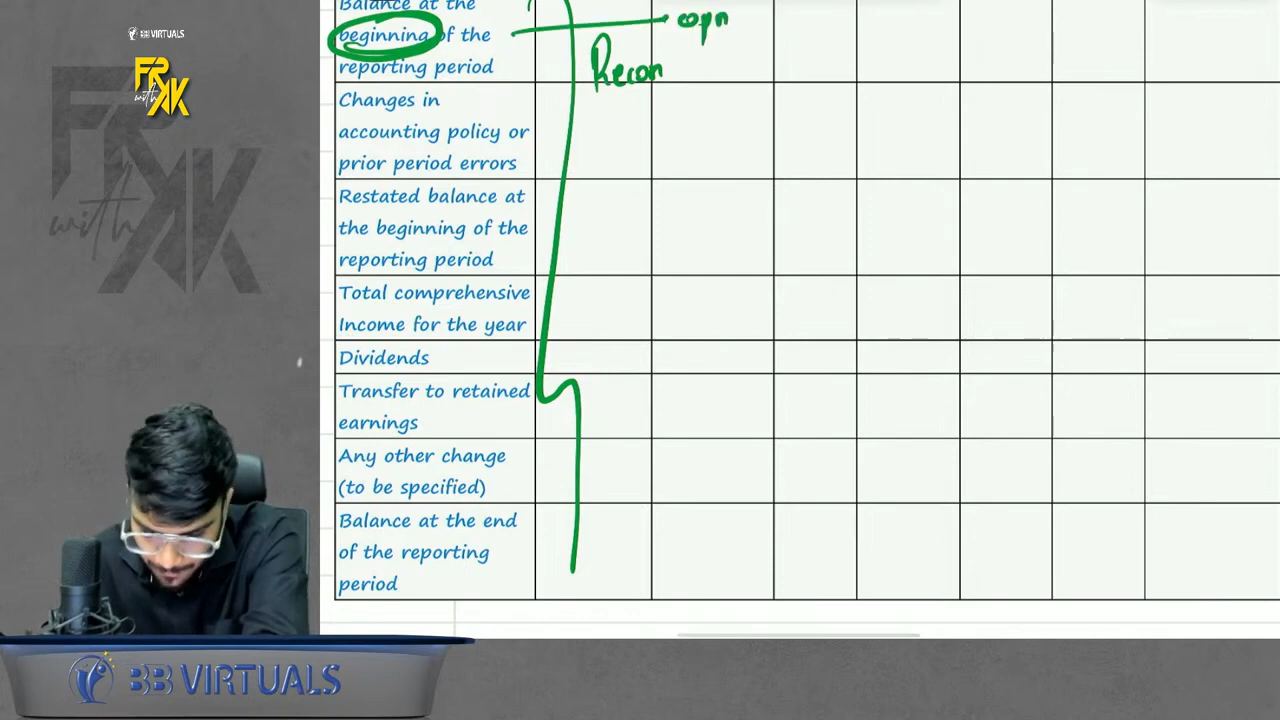 BB VIRTUALS
FR
with
AK
FR
with
AK
Balance at the
beginning of the
reporting period
opn
Recon
Changes in
accounting policy or
prior period errors
Restated balance at
the beginning of the
reporting period
Total comprehensive
Income for the year
Dividends
Transfer to retained
earnings
Any other change
(to be specified)
Balance at the end
of the reporting
period
BB VIRTUALS